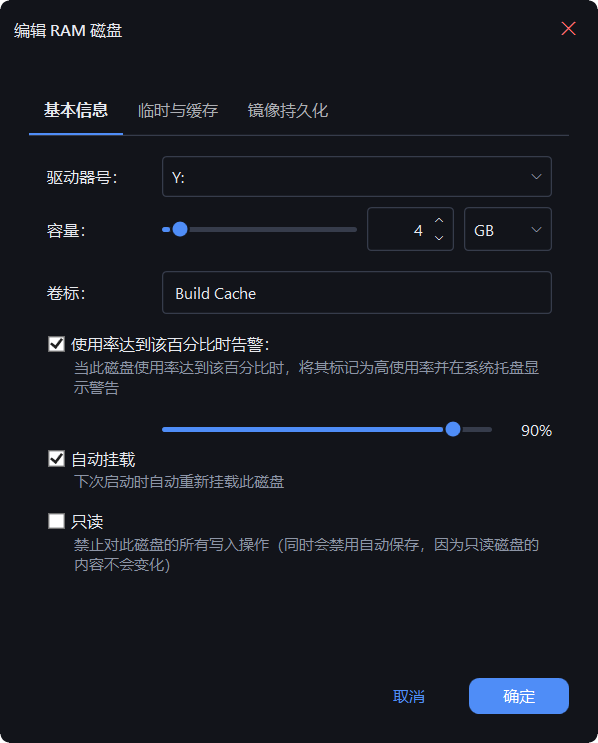 编辑 RAM 磁盘
基本信息 临时与缓存 镜像持久化
驱动器号： Y:
容量： 4 GB
卷标： Build Cache
使用率达到该百分比时告警：
当此磁盘使用率达到该百分比时，将其标记为高使用率并在系统托盘显
示警告
90%
自动挂载
下次启动时自动重新挂载此磁盘
只读
禁止对此磁盘的所有写入操作（同时会禁用自动保存，因为只读磁盘的
内容不会变化）
取消 确定